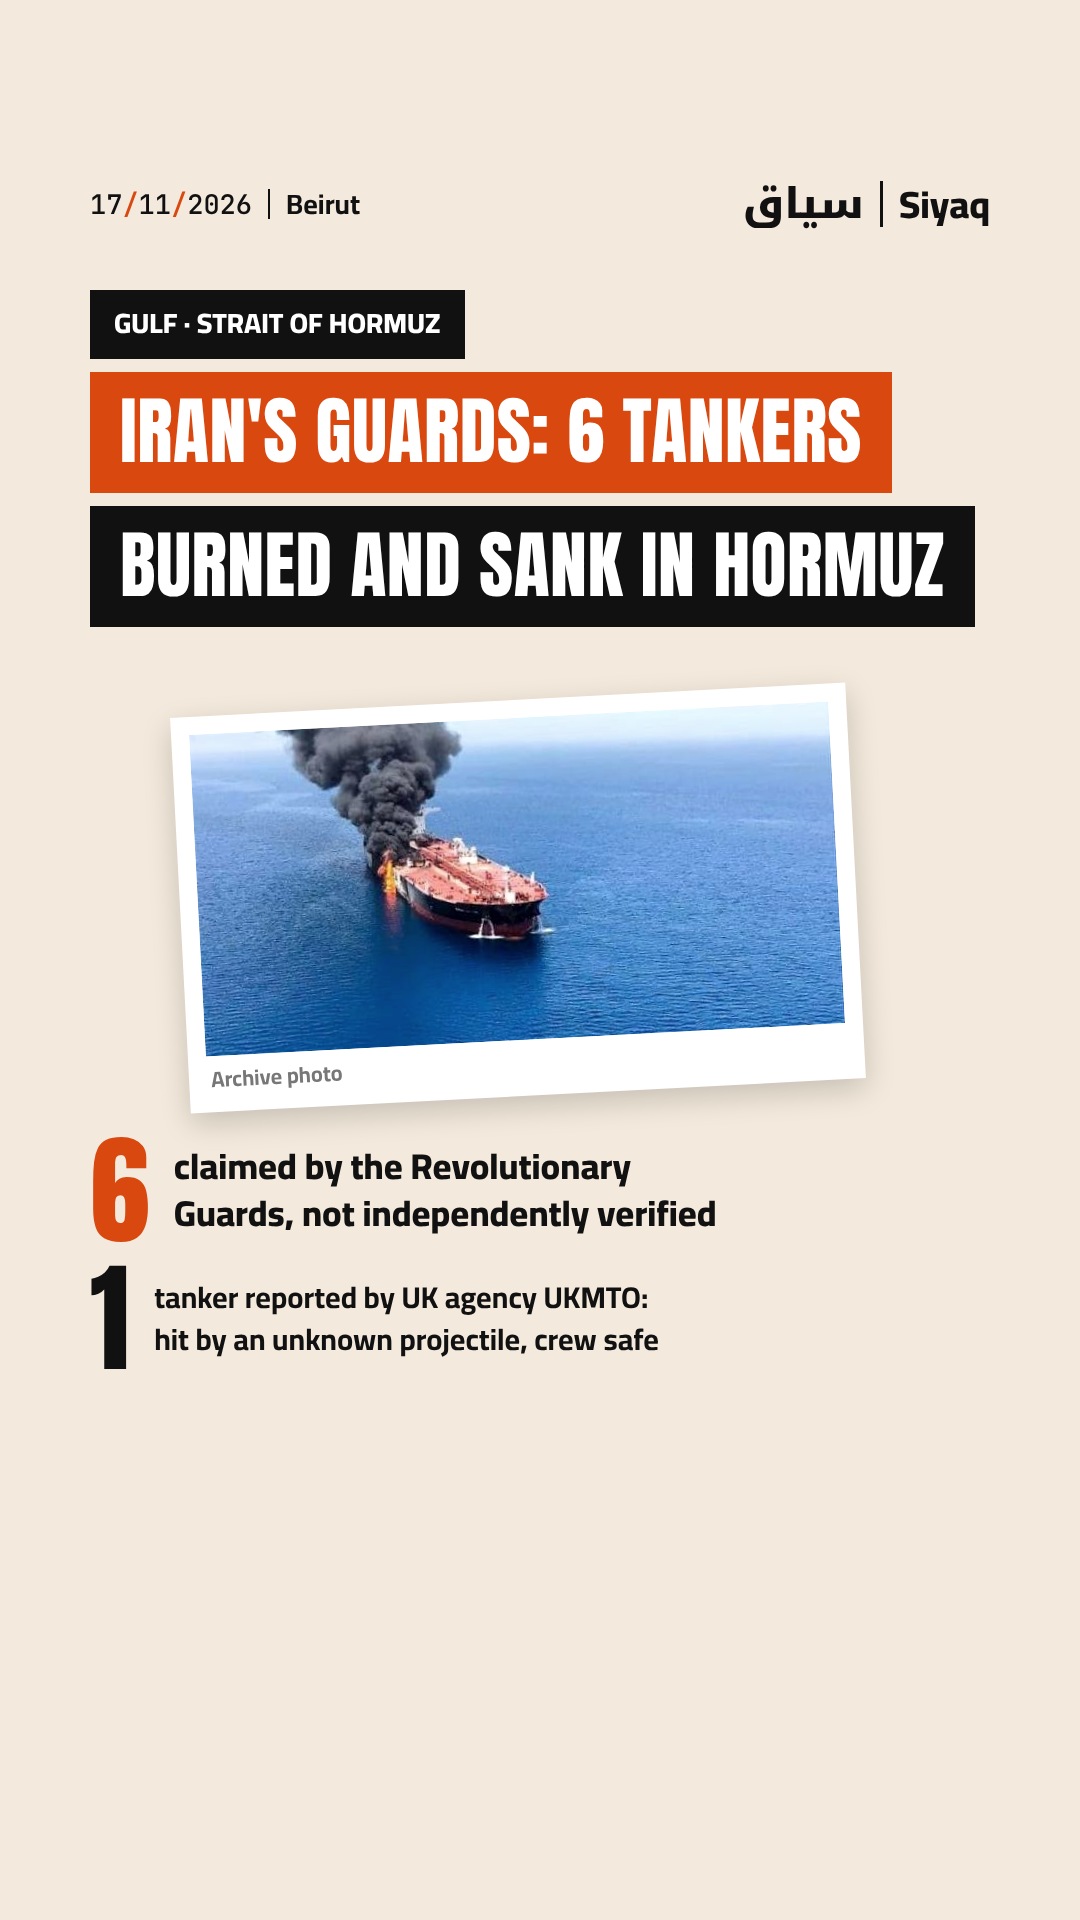 17/11/2026 | Beirut
سياق | Siyaq
GULF · STRAIT OF HORMUZ
IRAN'S GUARDS: 6 TANKERS
BURNED AND SANK IN HORMUZ
Archive photo
6 claimed by the Revolutionary
Guards, not independently verified
1 tanker reported by UK agency UKMTO:
hit by an unknown projectile, crew safe